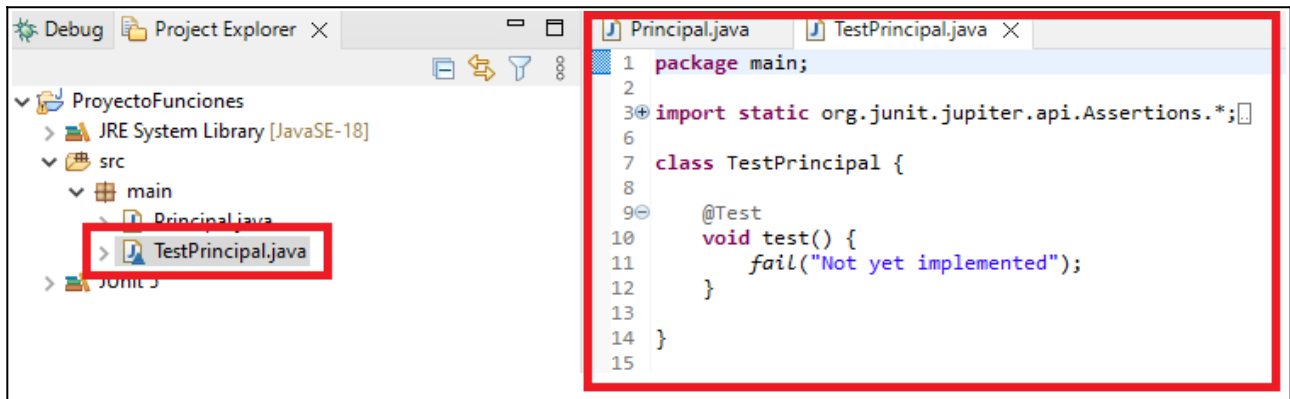 Debug Project Explorer
ProyectoFunciones
JRE System Library [JavaSE-18]
src
main
Principal.java
TestPrincipal.java
JUnit 5
Principal.java TestPrincipal.java
1 package main;
2
3 import static org.junit.jupiter.api.Assertions.*;
6
7 class TestPrincipal {
8
9 @Test
10 void test() {
11 fail("Not yet implemented");
12 }
13
14 }
15